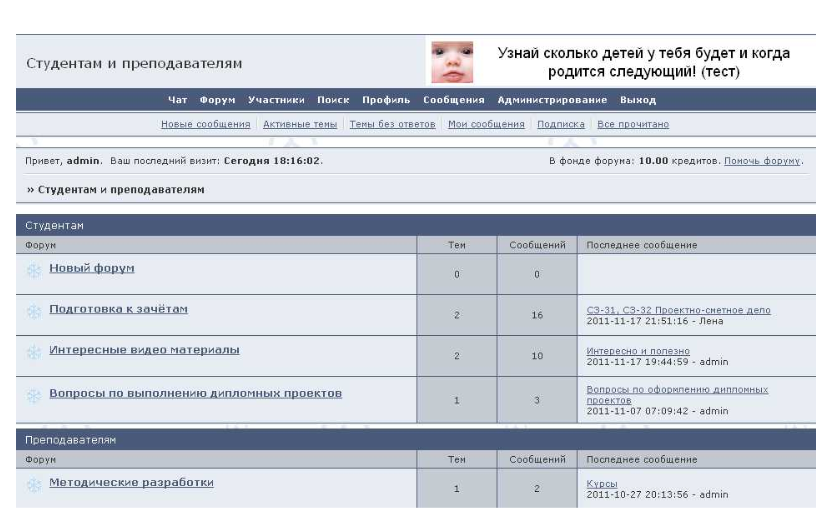 Студентам и преподавателям
Узнай сколько детей у тебя будет и когда
родится следующий! (тест)
Чат Форум Участники Поиск Профиль Сообщения Администрирование Выход
Новые сообщения Активные темы Темы без ответов Мои сообщения Подписка Все прочитано
Привет, admin. Ваш последний визит: Сегодня 18:16:02. В фонде форума: 10.00 кредитов. Помочь форуму.
» Студентам и преподавателям
Студентам
Форум Тем Сообщений Последнее сообщение
Новый форум 0 0
Подготовка к зачётам 2 16 СЗ-31, СЗ-32 Проектно-сметное дело
2011-11-17 21:51:16 - Лена
Интересные видео материалы 2 10 Интересно и полезно
2011-11-17 19:44:59 - admin
Вопросы по выполнению дипломных проектов 1 3 Вопросы по оформлению дипломных
проектов
2011-11-07 07:09:42 - admin
Преподавателям
Форум Тем Сообщений Последнее сообщение
Методические разработки 1 2 Курсы
2011-10-27 20:13:56 - admin